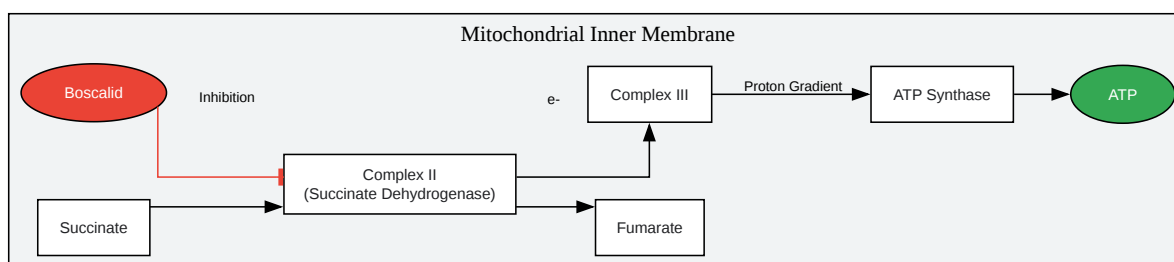 Mitochondrial Inner Membrane
Boscalid
Inhibition
e-
Complex III
Proton Gradient
ATP Synthase
ATP
Complex II
(Succinate Dehydrogenase)
Succinate
Fumarate